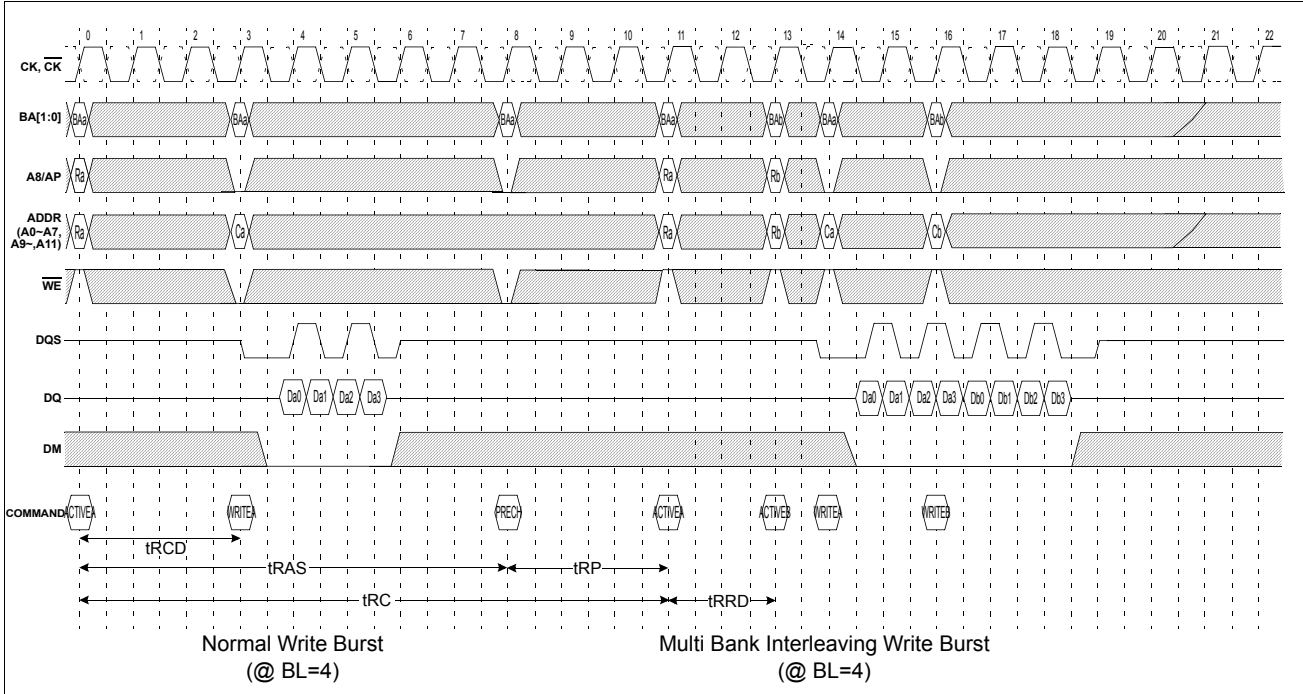 0 1 2 3 4 5 6 7 8 9 10 11 12 13 14 15 16 17 18 19 20 21 22
CK, CK
BA[1:0] BAa BAa BAa BAa BAb BAa BAb
A8/AP Ra Ra Rb
ADDR
(A0~A7,
A9~,A11)
Ra Ca Ra Rb Ca Cb
WE
DQS
DQ Da0 Da1 Da2 Da3 Da0 Da1 Da2 Da3 Db0 Db1 Db2 Db3
DM
COMMAND ACTIVEA WRITEA PRECH ACTIVEA ACTIVEB WRITEA WRITEB
tRCD
tRAS tRP
tRC tRRD
Normal Write Burst
(@ BL=4)
Multi Bank Interleaving Write Burst
(@ BL=4)